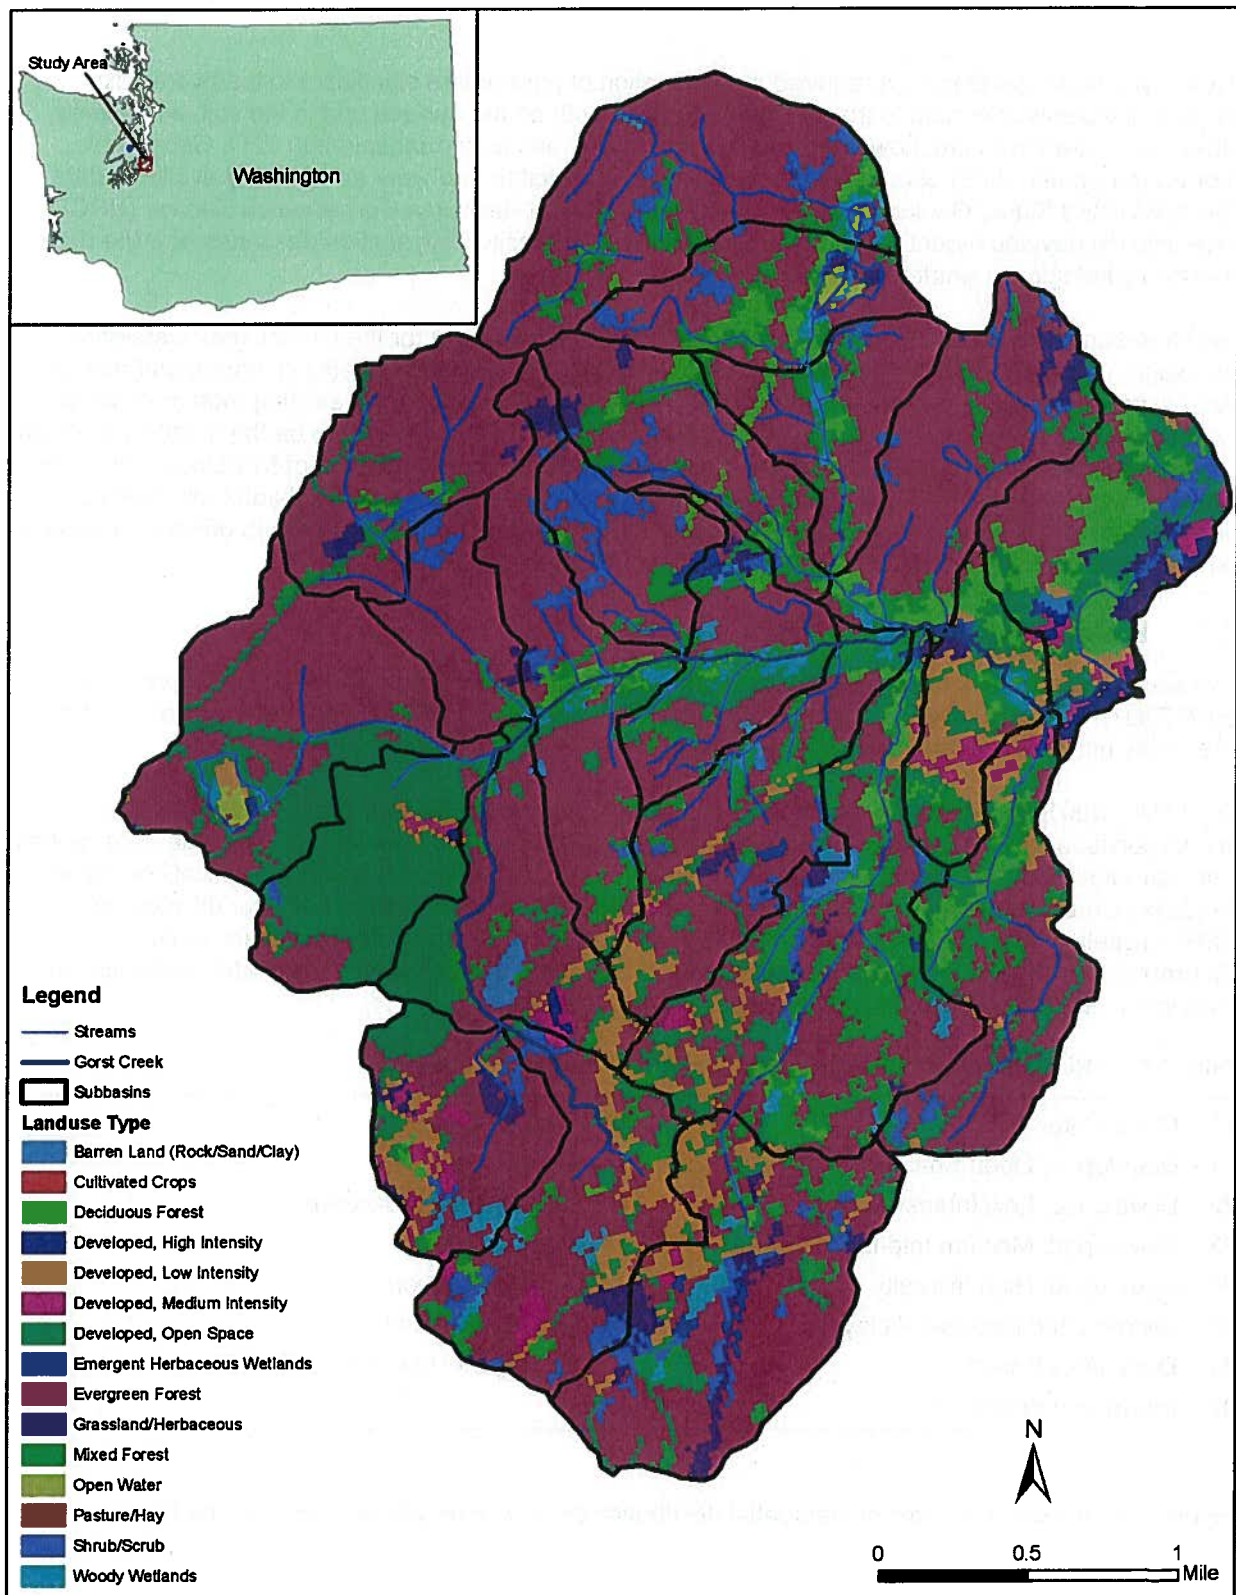 Study Area
Washington
Legend
Streams
Gorst Creek
Subbasins
Landuse Type
Barren Land (Rock/Sand/Clay)
Cultivated Crops
Deciduous Forest
Developed, High Intensity
Developed, Low Intensity
Developed, Medium Intensity
Developed, Open Space
Emergent Herbaceous Wetlands
Evergreen Forest
Grassland/Herbaceous
Mixed Forest
Open Water
Pasture/Hay
Shrub/Scrub
Woody Wetlands
N
0 0.5 1
Mile